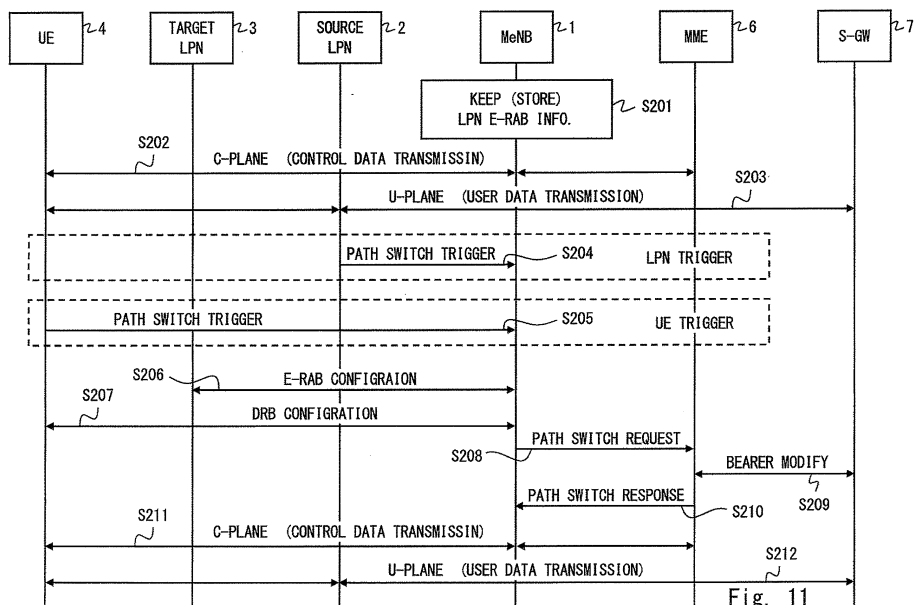 UE
4
TARGET
LPN
3
SOURCE
LPN
2
MeNB
1
MME
6
S-GW
7
KEEP (STORE)
LPN E-RAB INFO.
S201
S202
C-PLANE (CONTROL DATA TRANSMISSIN)
S203
U-PLANE (USER DATA TRANSMISSION)
PATH SWITCH TRIGGER
S204
LPN TRIGGER
PATH SWITCH TRIGGER
S205
UE TRIGGER
S206
E-RAB CONFIGRAION
S207
DRB CONFIGRATION
S208
PATH SWITCH REQUEST
BEARER MODIFY
S209
PATH SWITCH RESPONSE
S210
S211
C-PLANE (CONTROL DATA TRANSMISSIN)
S212
U-PLANE (USER DATA TRANSMISSION)
Fig. 11